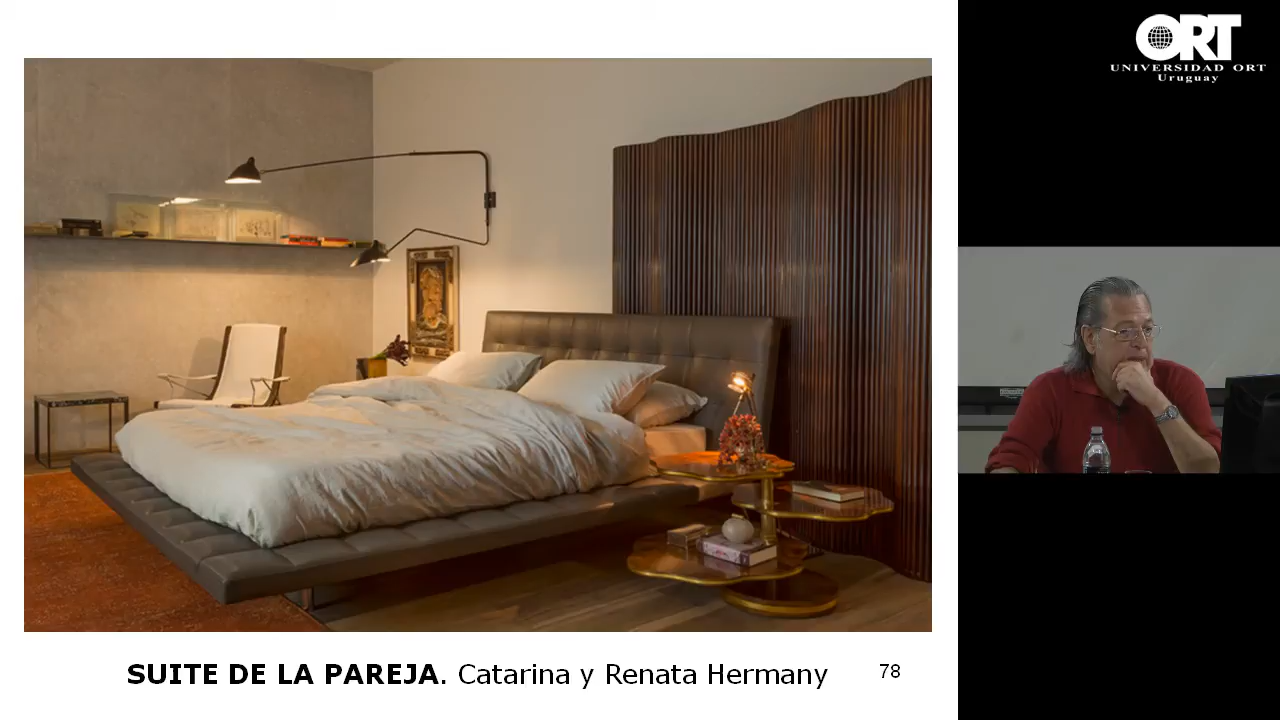 ORT
UNIVERSIDAD ORT
Uruguay
SUITE DE LA PAREJA. Catarina y Renata Hermany
78